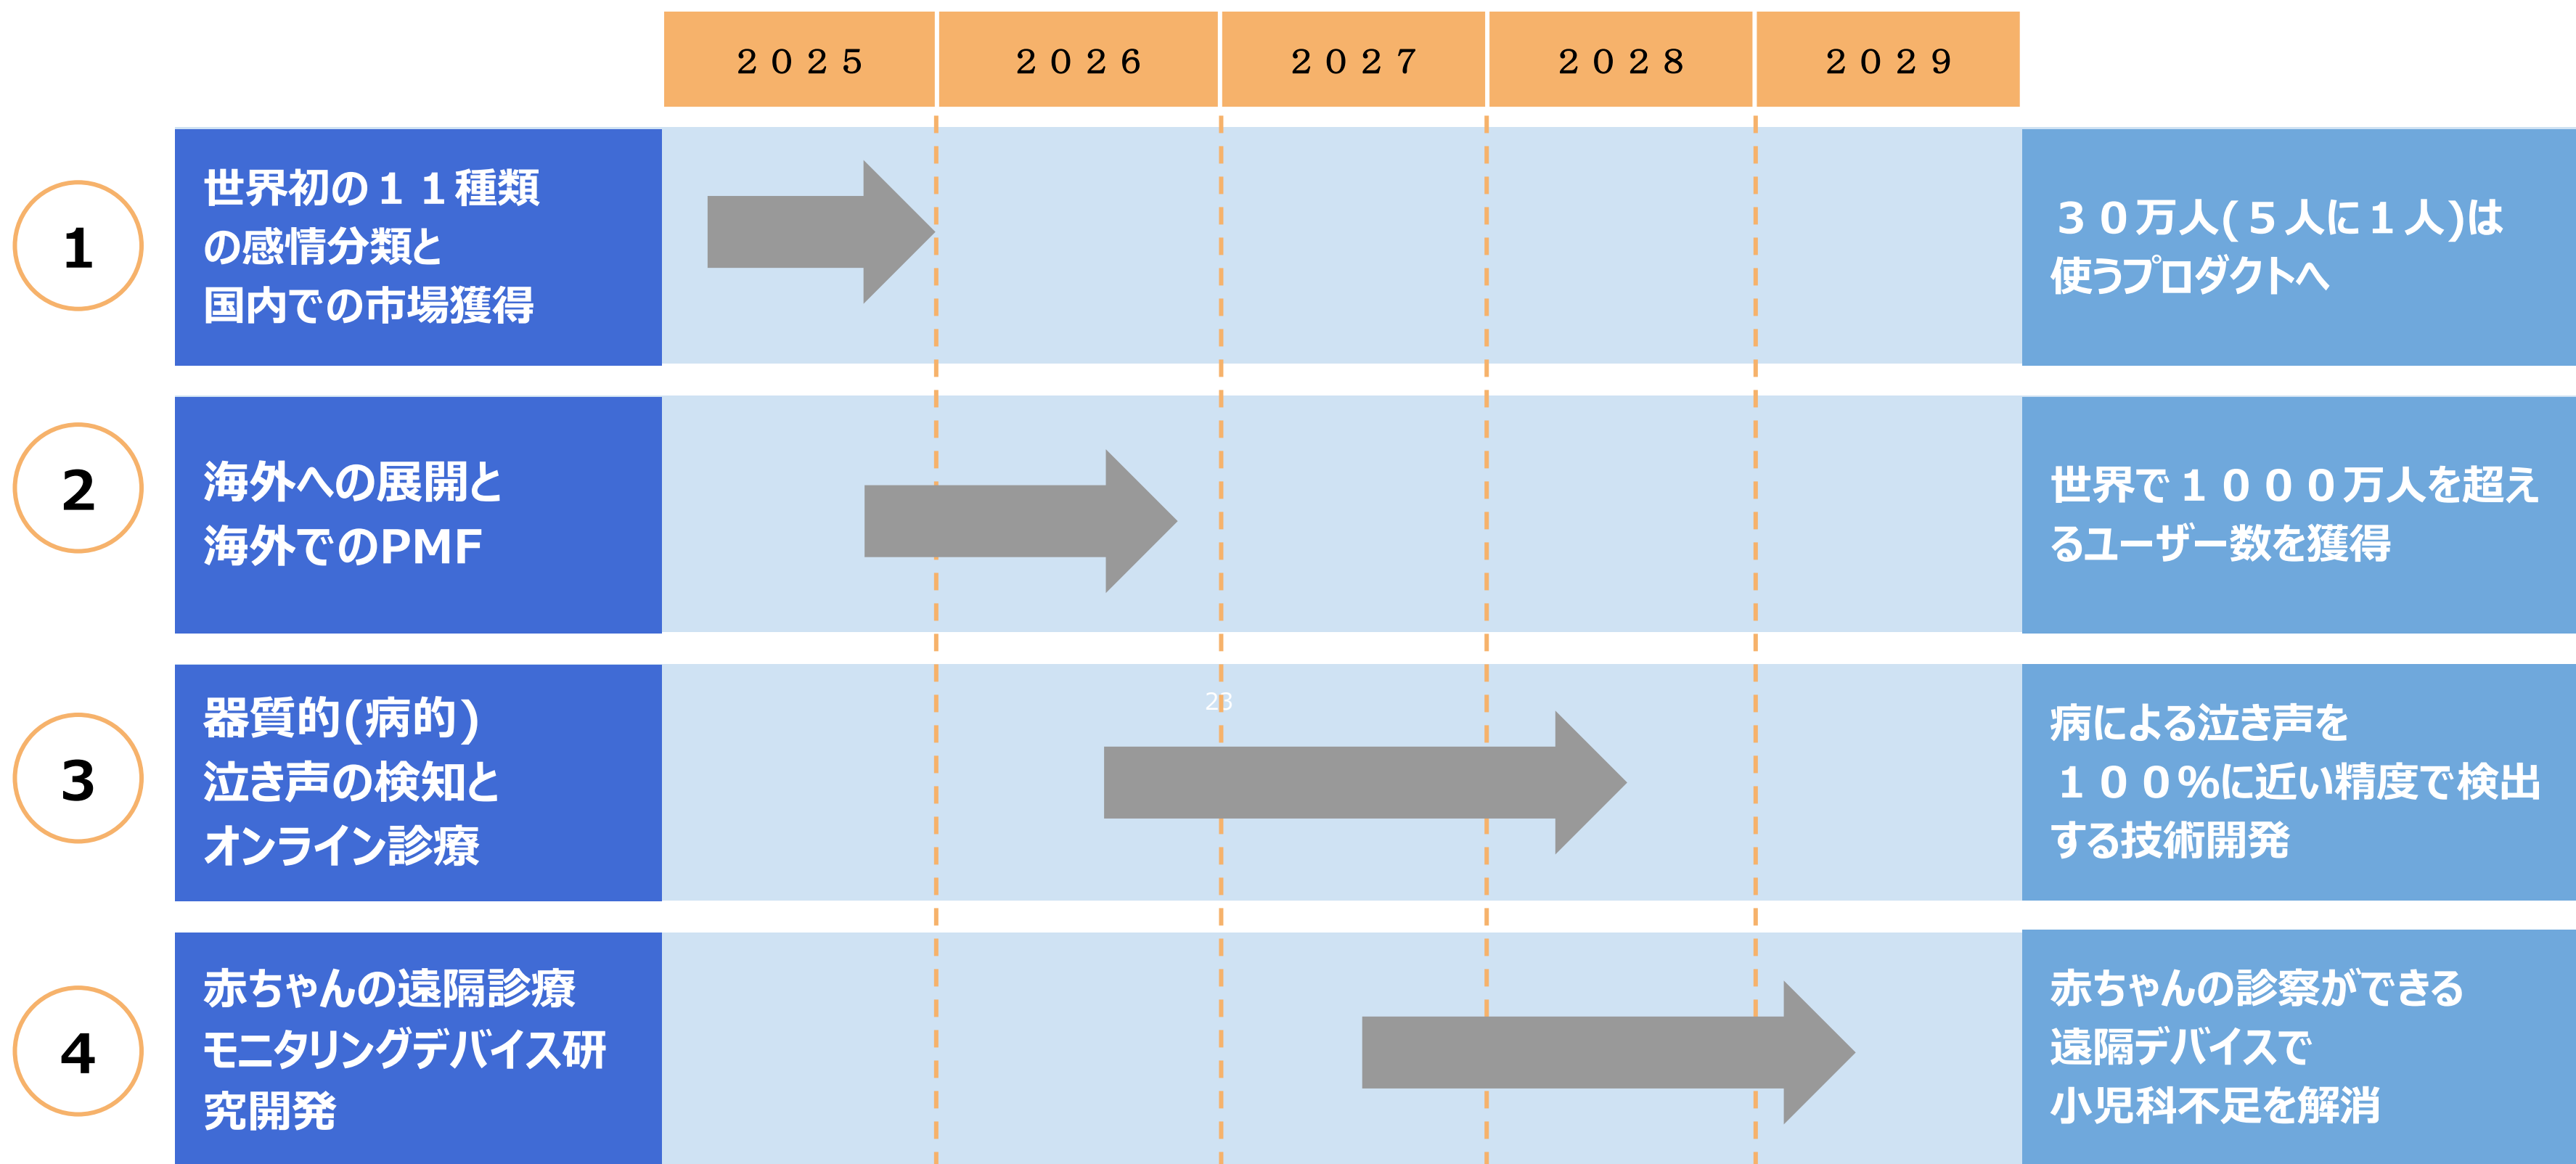 ２０２５
２０２６
２０２７
２０２８
２０２９
1
世界初の１１種類
の感情分類と
国内での市場獲得
３０万人(５人に１人)は
使うプロダクトへ
2
海外への展開と
海外でのPMF
世界で１０００万人を超え
るユーザー数を獲得
3
器質的(病的)
泣き声の検知と
オンライン診療
23
病による泣き声を
１００%に近い精度で検出
する技術開発
4
赤ちゃんの遠隔診療
モニタリングデバイス研
究開発
赤ちゃんの診察ができる
遠隔デバイスで
小児科不足を解消